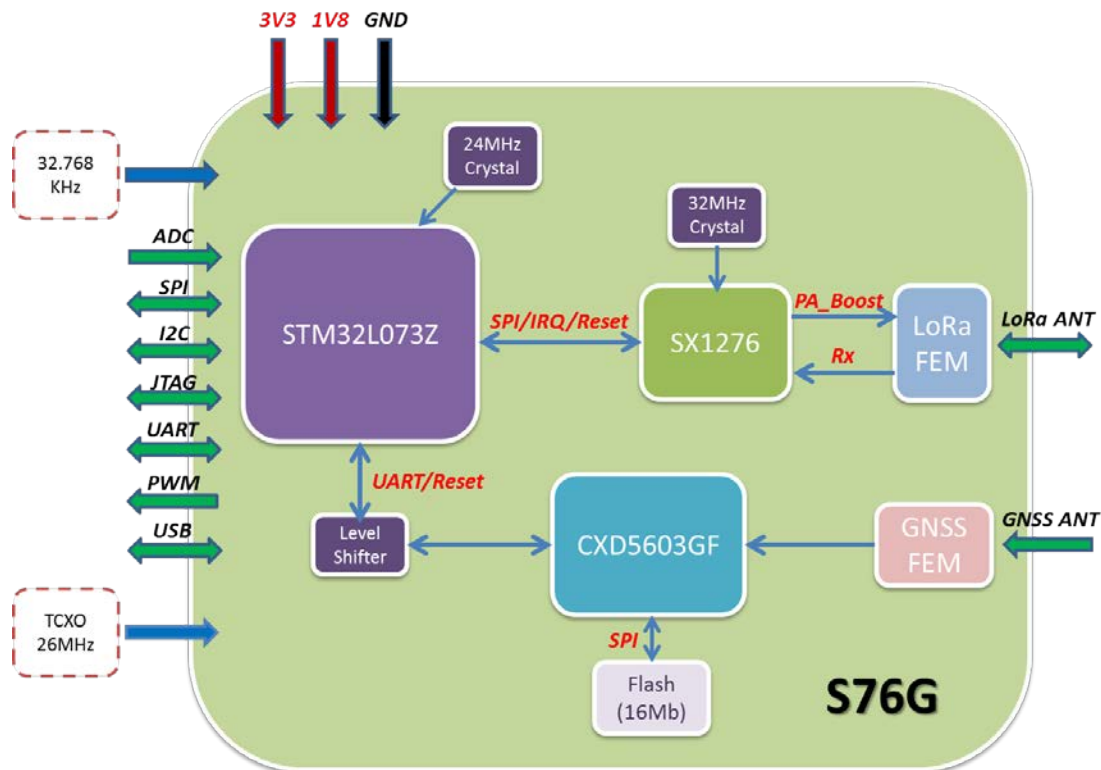 3V3 1V8 GND
32.768
KHz
24MHz
Crystal
32MHz
Crystal
ADC
SPI
I2C
JTAG
UART
PWM
USB
STM32L073Z
SPI/IRQ/Reset
SX1276
PA_Boost
Rx
LoRa
FEM
LoRa ANT
UART/Reset
Level
Shifter
CXD5603GF
GNSS
FEM
GNSS ANT
TCXO
26MHz
SPI
Flash
(16Mb)
S76G